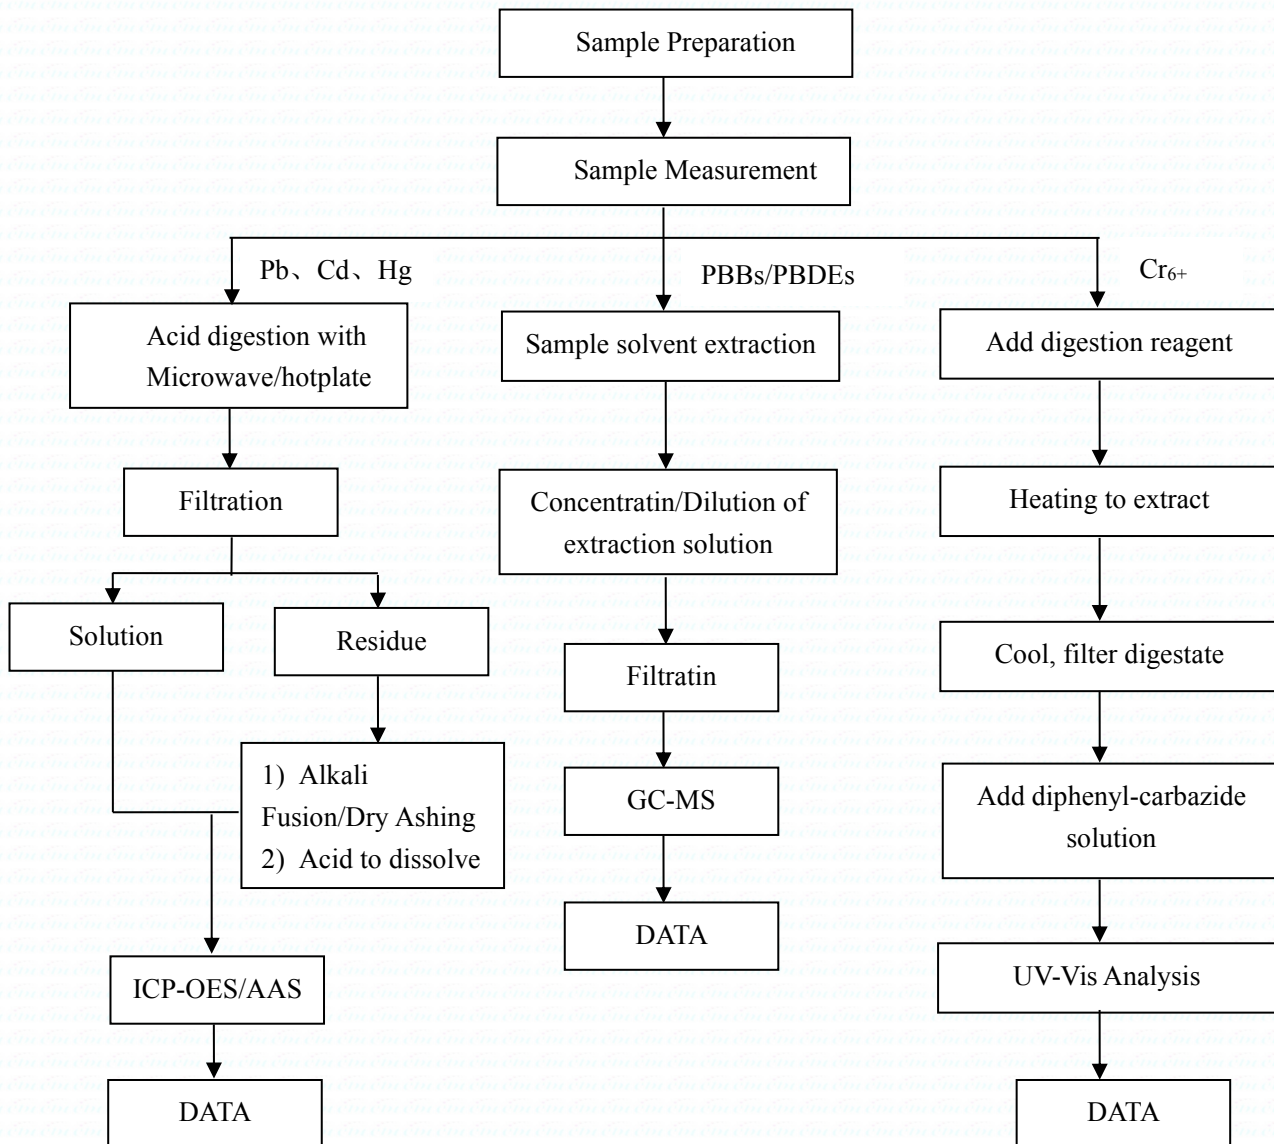 Sample Preparation
Sample Measurement
Pb、Cd、Hg
PBBs/PBDEs
Cr6+
Acid digestion with
Microwave/hotplate
Sample solvent extraction
Add digestion reagent
Filtration
Concentratin/Dilution of
extraction solution
Heating to extract
Solution
Residue
Filtratin
Cool, filter digestate
1) Alkali
Fusion/Dry Ashing
2) Acid to dissolve
GC-MS
Add diphenyl-carbazide
solution
DATA
ICP-OES/AAS
UV-Vis Analysis
DATA
DATA